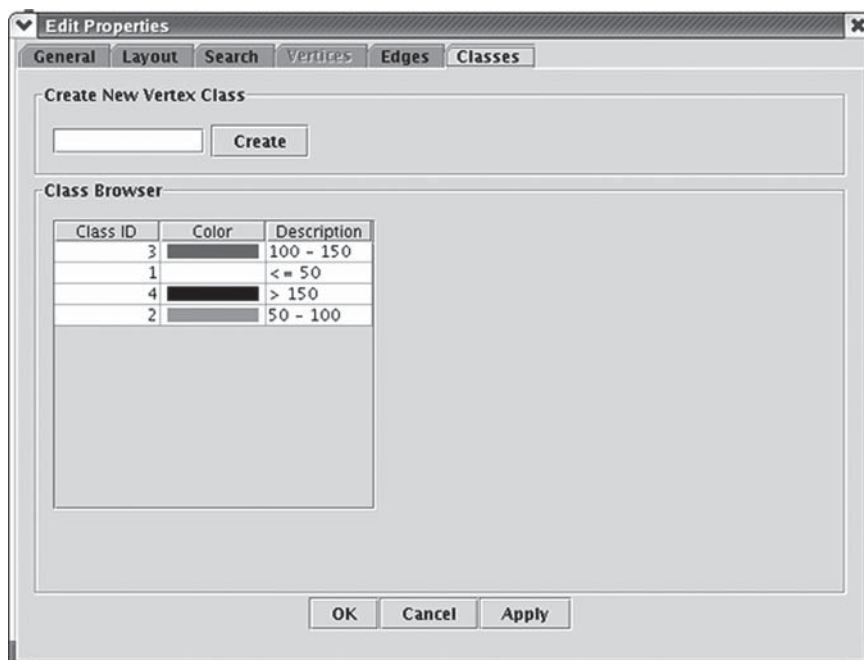 Edit Properties
General Layout Search Vertices Edges Classes
Create New Vertex Class
Create
Class Browser
Class ID Color Description
3 100 - 150
1 <= 50
4 > 150
2 50 - 100
OK Cancel Apply